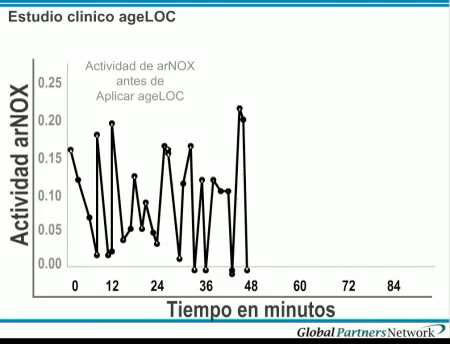 Estudio clinico ageLOC
Actividad de arNOX
antes de
Aplicar ageLOC
Actividad arNOX
0.25
0.20
0.15
0.10
0.05
0.00
0 12 24 36 48 60 72 84
Tiempo en minutos
Global Partners Network